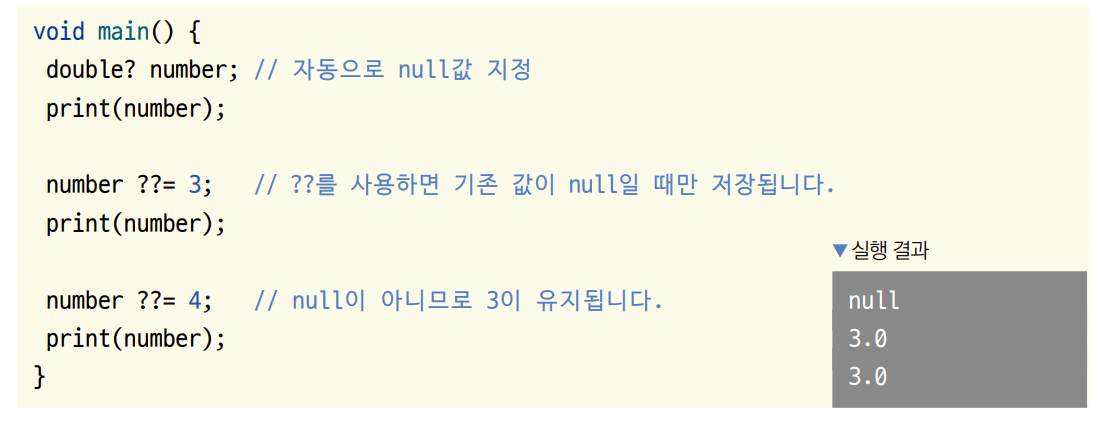 void main() {
double? number; // 자동으로 null값 지정
print(number);
number ??= 3; // ??를 사용하면 기존 값이 null일 때만 저장됩니다.
print(number);
number ??= 4; // null이 아니므로 3이 유지됩니다.
print(number);
}
▼실행 결과
null
3.0
3.0